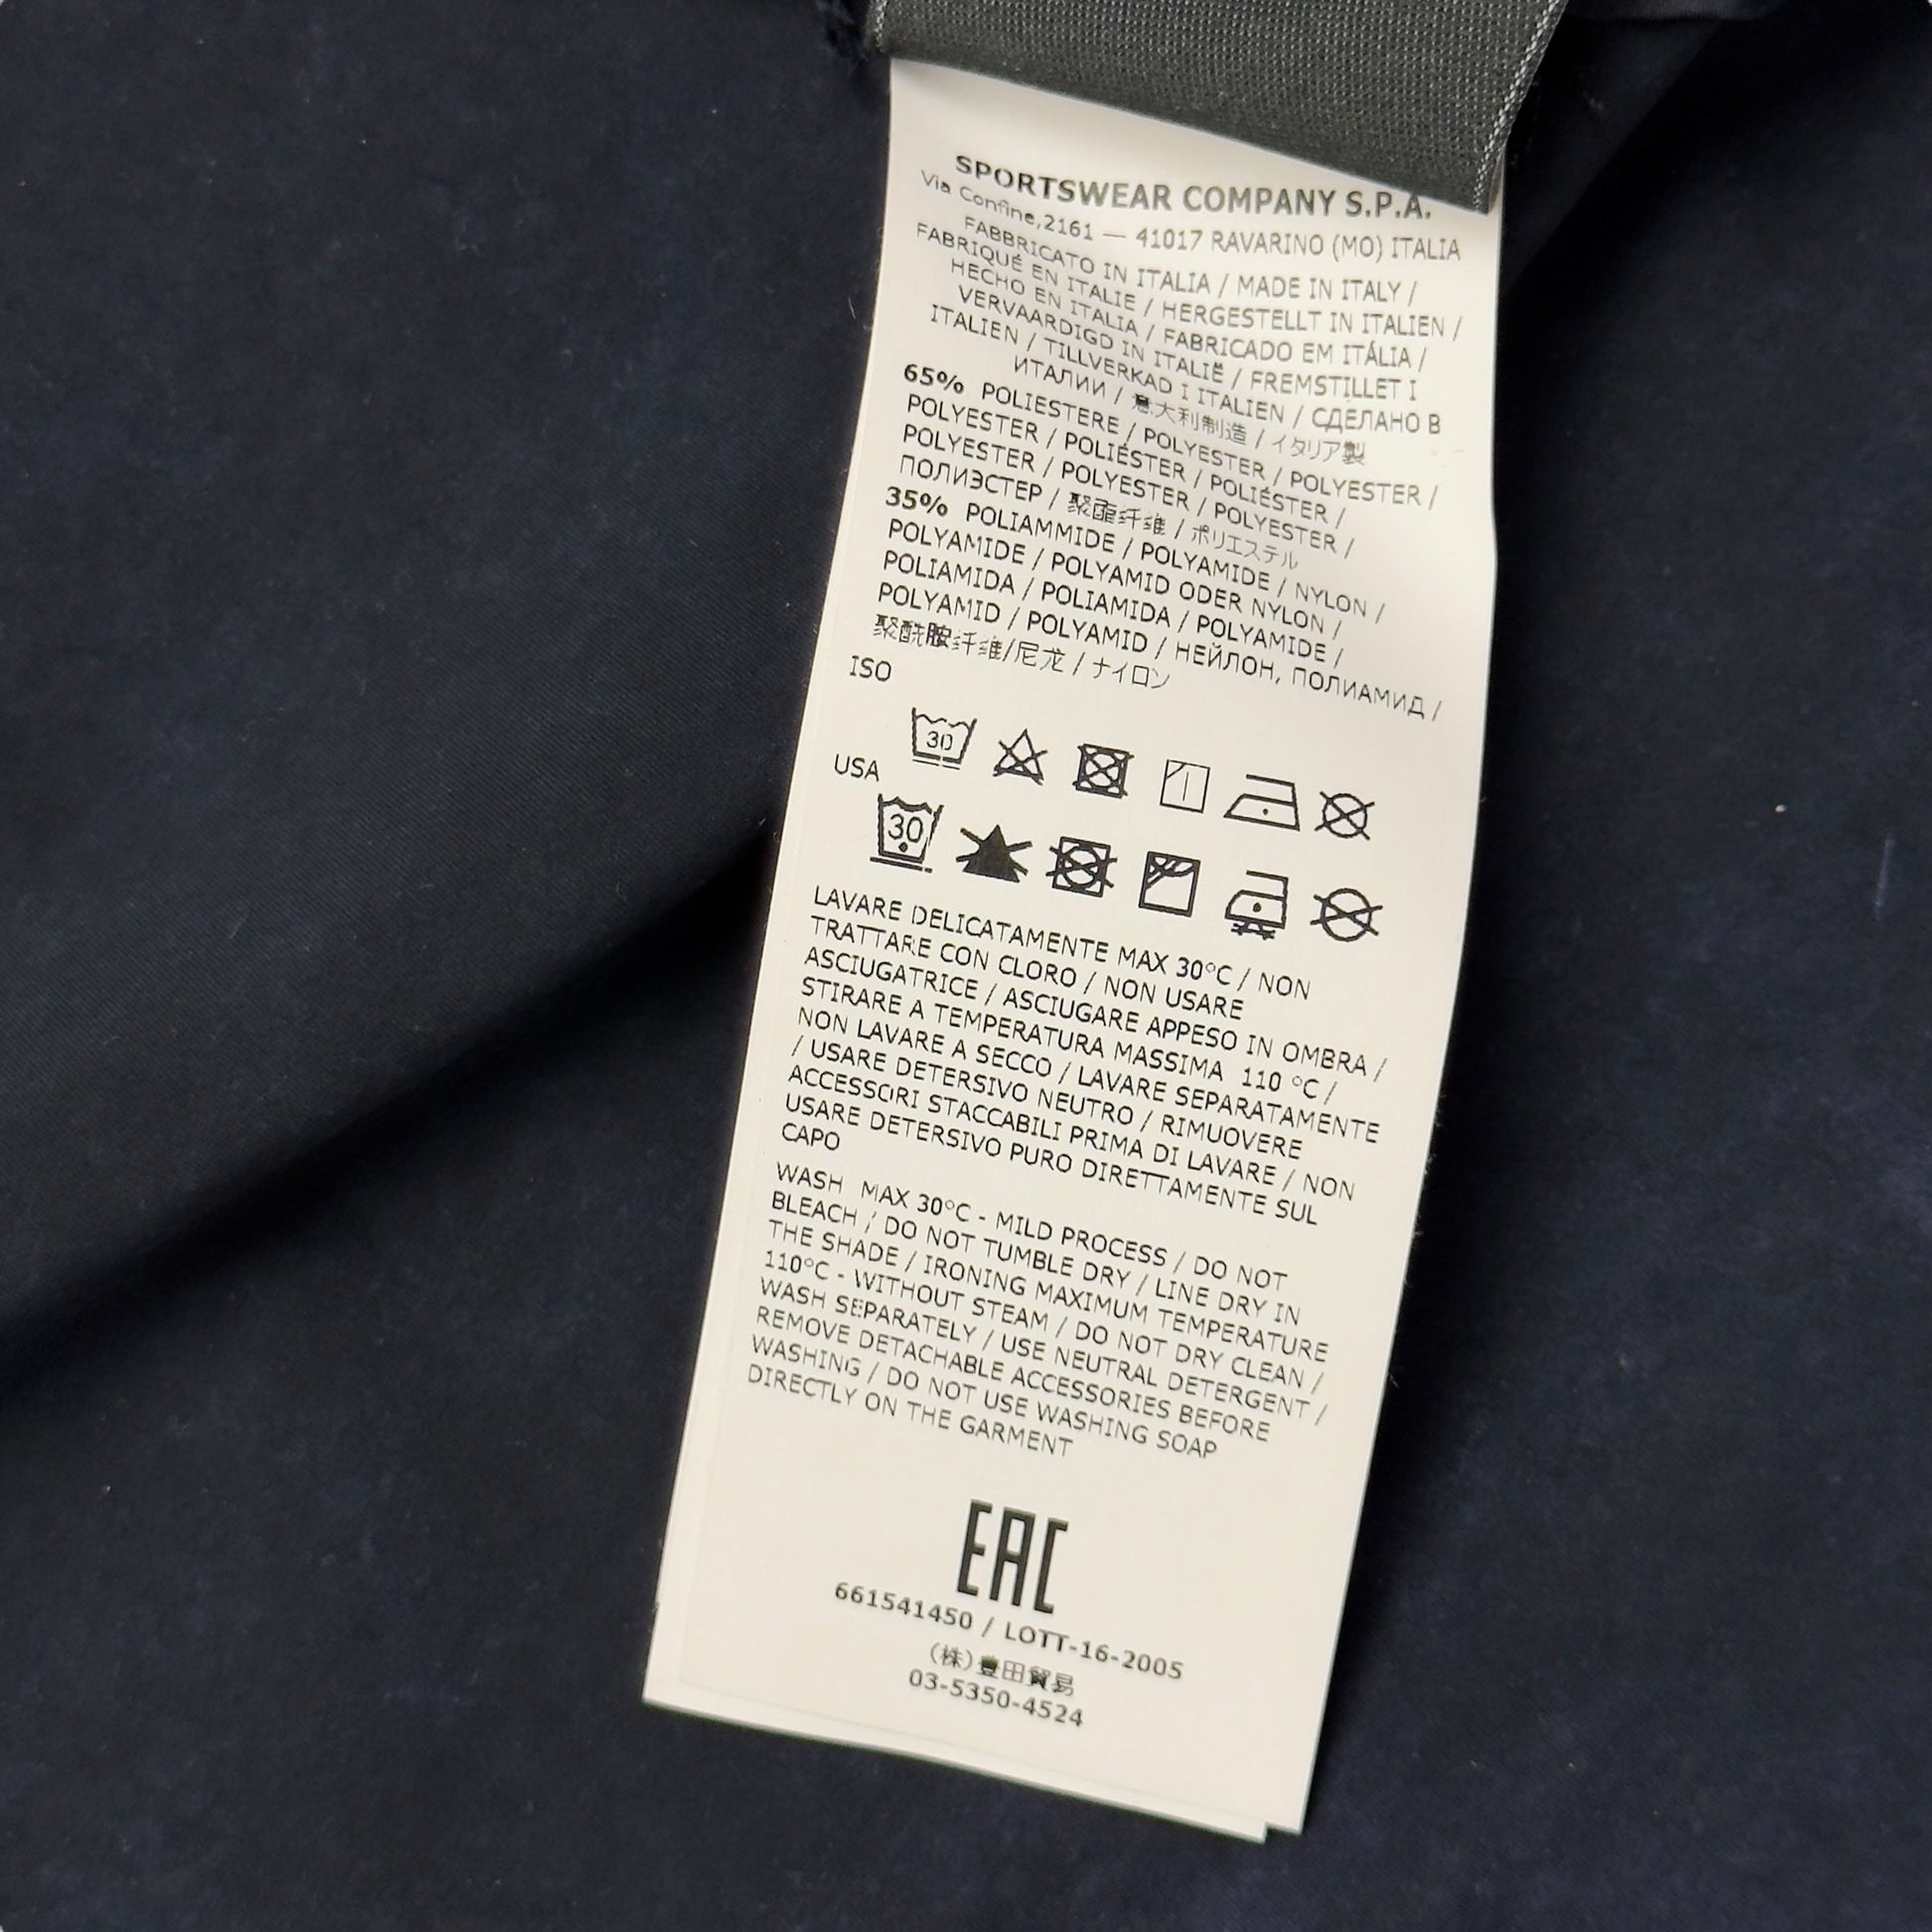 SPORTSWEAR COMPANY S.P.A.
Via Confine,2161 — 41017 RAVARINO (MO) ITALIA
FABBRICATO IN ITALIA / MADE IN ITALY /
FABRIQUÉ EN ITALIE / HERGESTELLT IN ITALIEN /
HECHO EN ITALIA / FABRICADO EM ITÁLIA /
VERVAARDIGD IN ITALIË / FREMSTILLET I
ITALIEN / TILLVERKAD I ITALIEN / СДЕЛАНО В
ИТАЛИИ / 意大利制造 / イタリア製
65% POLIESTERE / POLYESTER / POLYESTER /
POLYESTER / POLIÉSTER / POLIÉSTER /
POLYESTER / POLYESTER / POLYESTER /
ПОЛИЭСТЕР / 聚酯纤维 / ポリエステル
35% POLIAMMIDE / POLYAMIDE / NYLON /
POLYAMIDE / POLYAMID ODER NYLON /
POLIAMIDA / POLIAMIDA / POLYAMIDE /
POLYAMID / POLYAMID / НЕЙЛОН, ПОЛИАМИД /
聚酰胺纤维/尼龙 / ナイロン
ISO
30
USA
30
LAVARE DELICATAMENTE MAX 30°C / NON
TRATTARE CON CLORO / NON USARE
ASCIUGATRICE / ASCIUGARE APPESO IN OMBRA /
STIRARE A TEMPERATURA MASSIMA 110 °C /
NON LAVARE A SECCO / LAVARE SEPARATAMENTE
/ USARE DETERSIVO NEUTRO / RIMUOVERE
ACCESSORI STACCABILI PRIMA DI LAVARE / NON
USARE DETERSIVO PURO DIRETTAMENTE SUL
CAPO
WASH MAX 30°C - MILD PROCESS / DO NOT
BLEACH / DO NOT TUMBLE DRY / LINE DRY IN
THE SHADE / IRONING MAXIMUM TEMPERATURE
110°C - WITHOUT STEAM / DO NOT DRY CLEAN /
WASH SEPARATELY / USE NEUTRAL DETERGENT /
REMOVE DETACHABLE ACCESSORIES BEFORE
WASHING / DO NOT USE WASHING SOAP
DIRECTLY ON THE GARMENT
EAC
661541450 / LOTT-16-2005
(株)豊田貿易
03-5350-4524